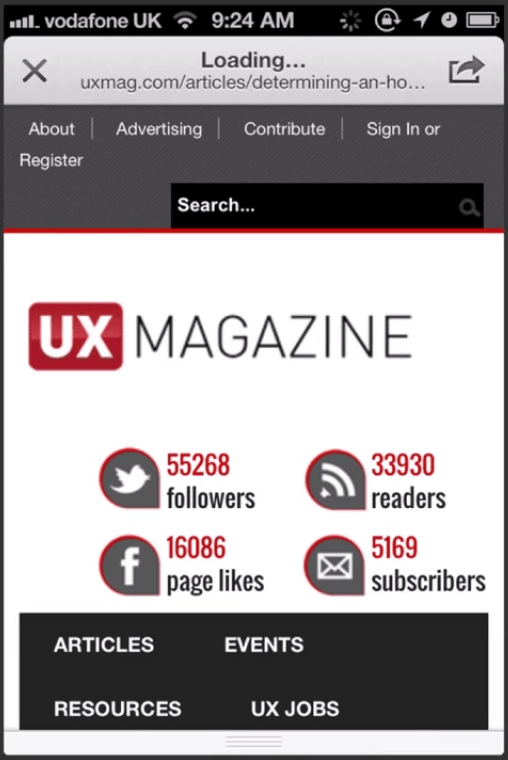 vodafone UK 9:24 AM
Loading...
uxmag.com/articles/determining-an-ho...
About Advertising Contribute Sign In or
Register
Search...
UX MAGAZINE
55268 33930
followers readers
16086 5169
page likes subscribers
ARTICLES EVENTS
RESOURCES UX JOBS